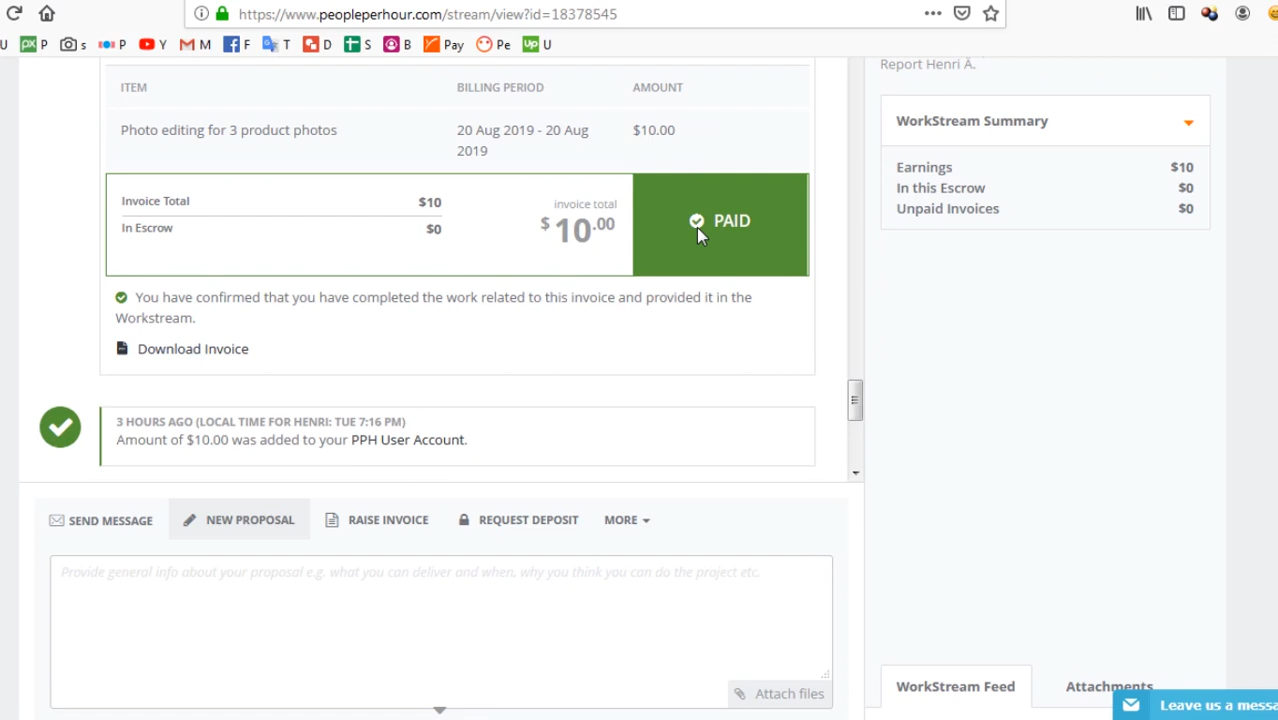 https://www.peopleperhour.com/stream/view?id=18378545
U P s P Y M F T D S B Pay Pe U
Report Henri Ä.
ITEM BILLING PERIOD AMOUNT
Photo editing for 3 product photos 20 Aug 2019 - 20 Aug $10.00
2019
Invoice Total $10
In Escrow $0
invoice total
$10.00
PAID
You have confirmed that you have completed the work related to this invoice and provided it in the
Workstream.
Download Invoice
3 HOURS AGO (LOCAL TIME FOR HENRI: TUE 7:16 PM)
Amount of $10.00 was added to your PPH User Account.
WorkStream Summary
Earnings $10
In this Escrow $0
Unpaid Invoices $0
SEND MESSAGE NEW PROPOSAL RAISE INVOICE REQUEST DEPOSIT MORE
Provide general info about your proposal e.g. what you can deliver and when, why you think you can do the project etc.
Attach files
WorkStream Feed Attachments
Leave us a messa